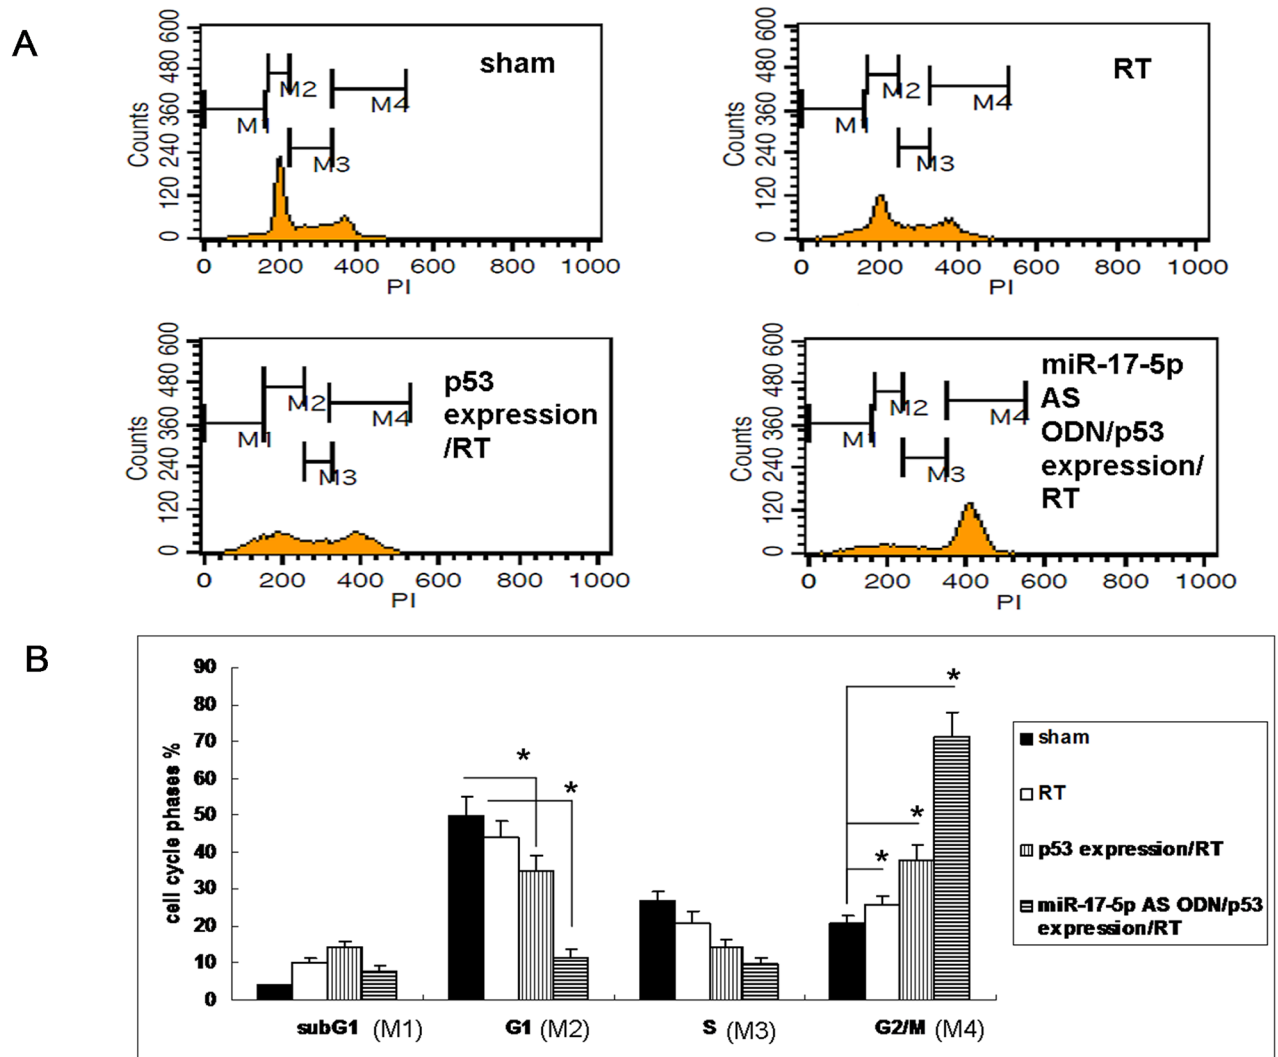 A
sham
Counts
600
480
360
240
120
0
M1
M2
M3
M4
0 200 400 600 800 1000
PI
RT
Counts
600
480
360
240
120
0
M1
M2
M3
M4
0 200 400 600 800 1000
PI
p53
expression
/RT
Counts
600
480
360
240
120
0
M1
M2
M3
M4
0 200 400 600 800 1000
PI
miR-17-5p
AS
ODN/p53
expression/
RT
Counts
600
480
360
240
120
0
M1
M2
M3
M4
0 200 400 600 800 1000
PI
B
cell cycle phases %
90
80
70
60
50
40
30
20
10
0
*
*
*
*
*
subG1 (M1) G1 (M2) S (M3) G2/M (M4)
sham
RT
p53 expression/RT
miR-17-5p AS ODN/p53
expression/RT